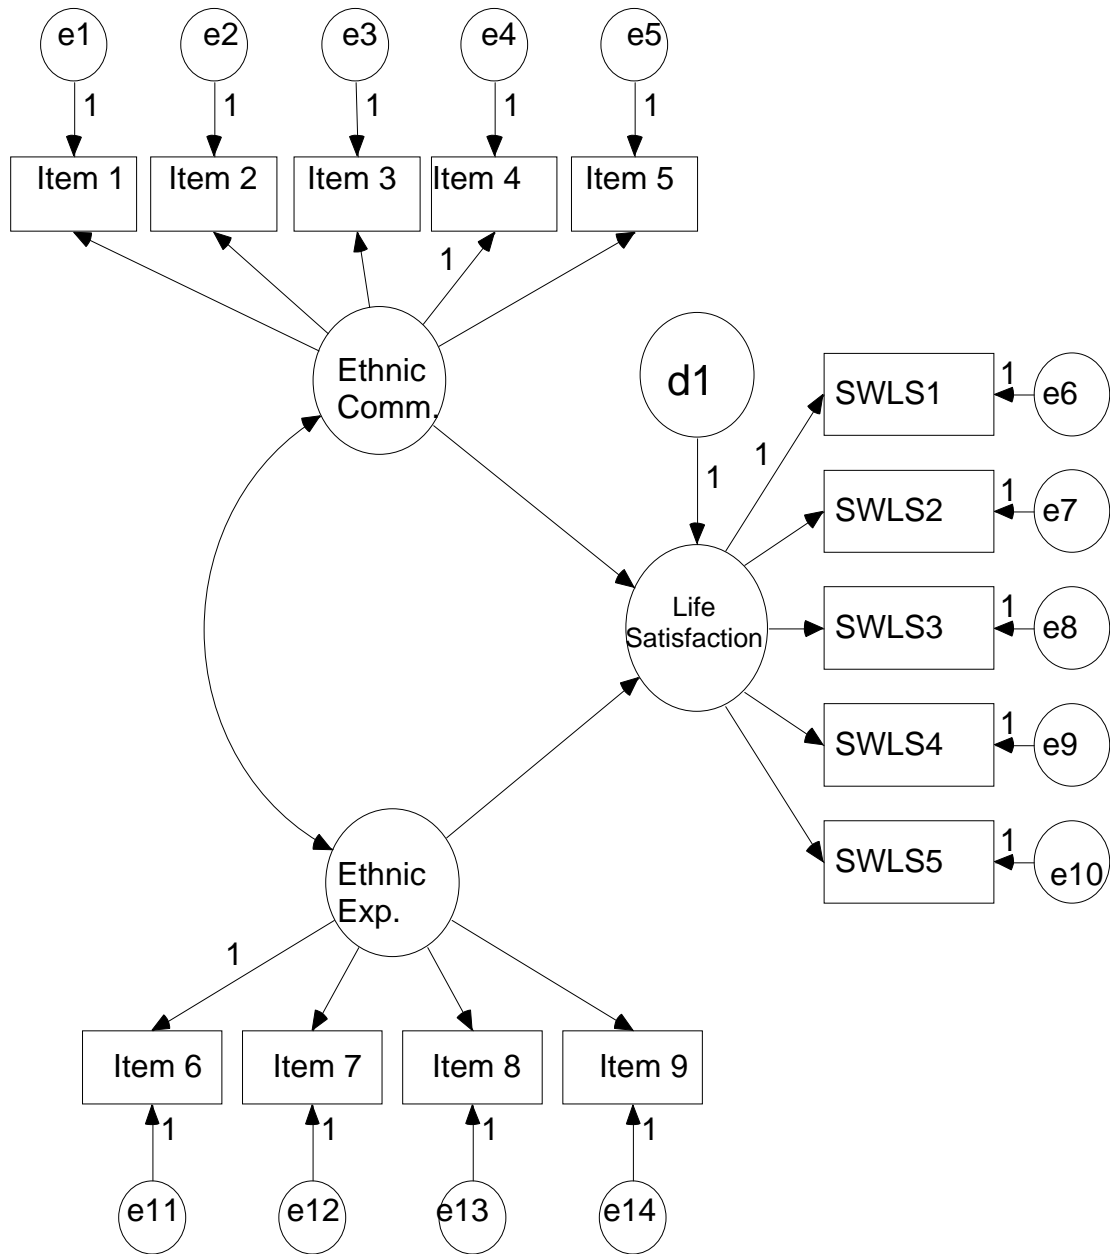 e1 e2 e3 e4 e5
1 1 1 1 1
Item 1 Item 2 Item 3 Item 4 Item 5
1
Ethnic
Comm.
d1
1
1
SWLS1 1 e6
SWLS2 1 e7
Life
Satisfaction
SWLS3 1 e8
SWLS4 1 e9
SWLS5 1 e10
Ethnic
Exp.
1
Item 6 Item 7 Item 8 Item 9
1 1 1 1
e11 e12 e13 e14